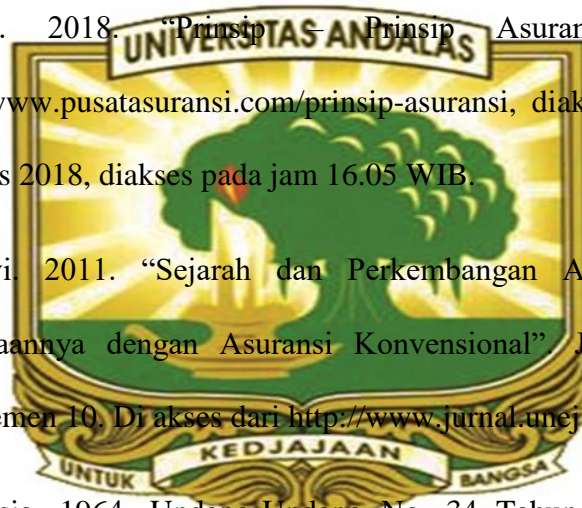 . 2018. “Prinsip – Prinsip Asuran
UNIVERSITAS ANDALAS
www.pusatasuransi.com/prinsip-asuransi, diak
s 2018, diakses pada jam 16.05 WIB.
vi. 2011. “Sejarah dan Perkembangan A
aannya dengan Asuransi Konvensional”. J
emen 10. Di akses dari http://www.jurnal.unej
KEDJAJAAN
UNTUK BANGSA
sia. 1964. Undang-Undang No. 34 Tahun